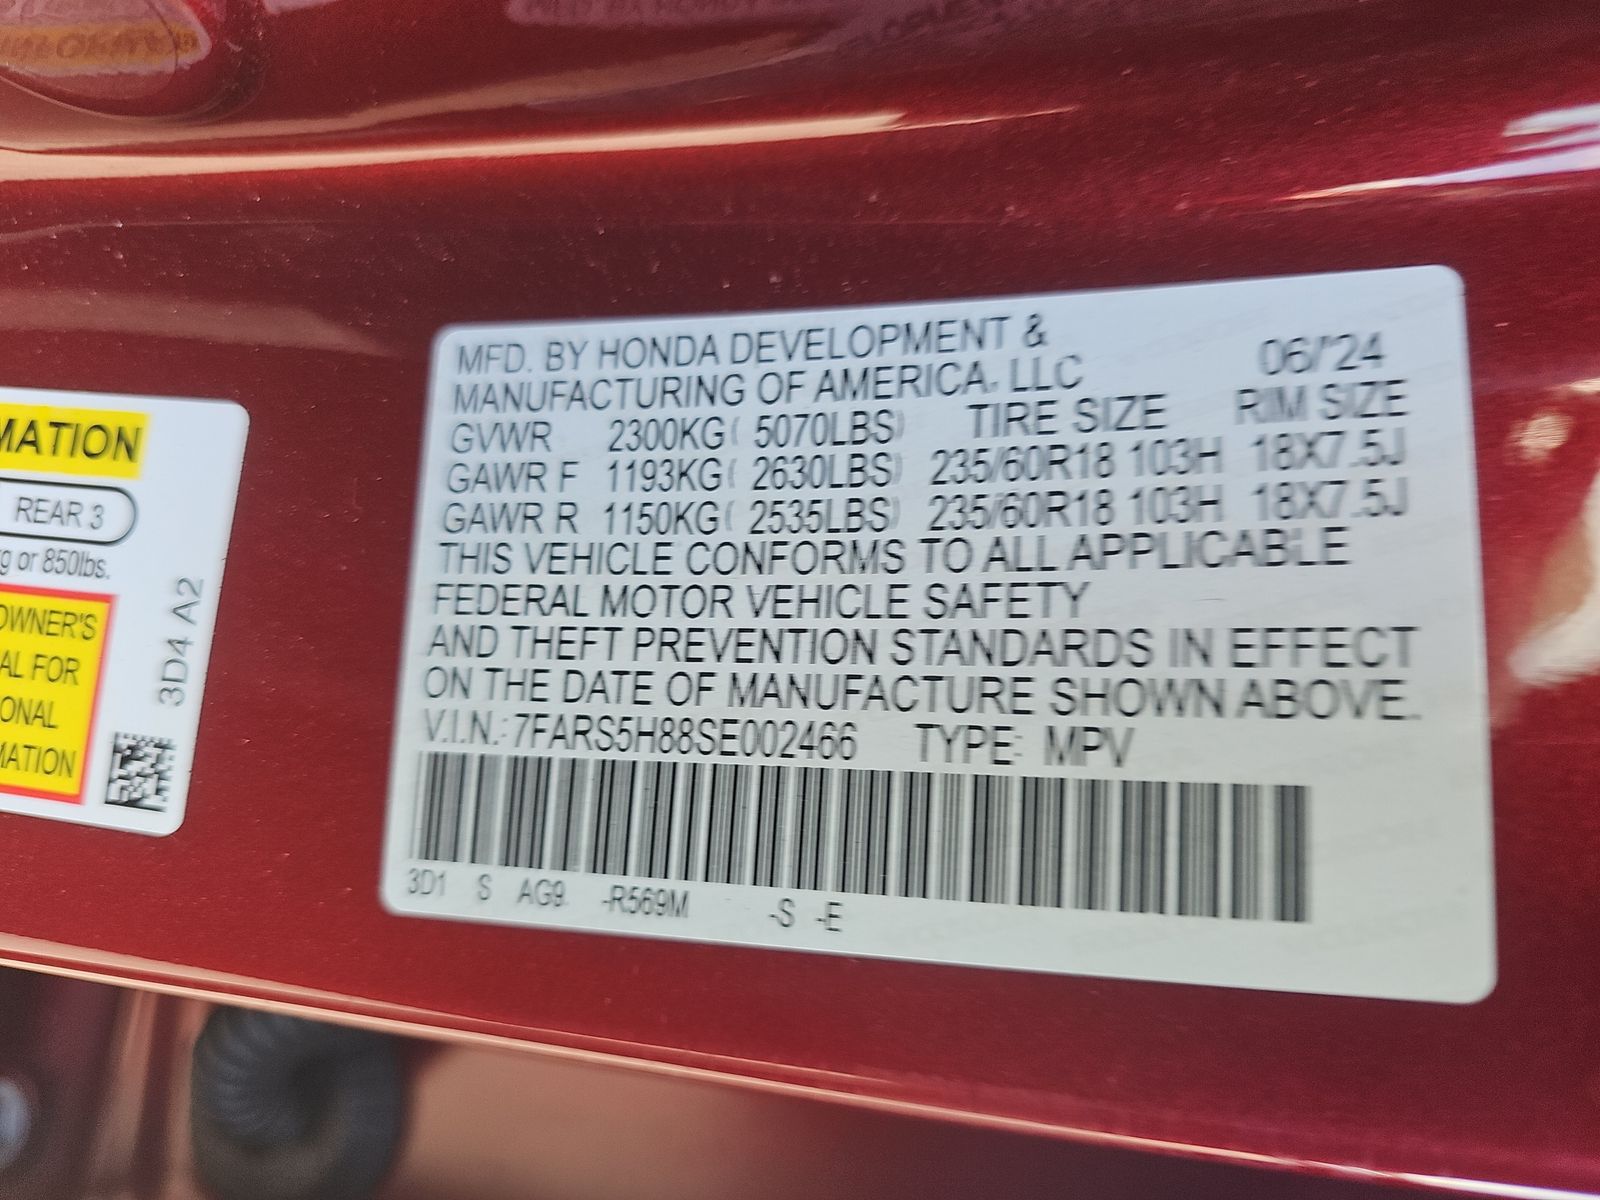 MATION
REAR 3
g or 850lbs.
OWNER'S
AL FOR
ONAL
MATION
3D4 A2
MFD. BY HONDA DEVELOPMENT &
MANUFACTURING OF AMERICA, LLC 06/'24
GVWR 2300KG( 5070LBS) TIRE SIZE RIM SIZE
GAWR F 1193KG( 2630LBS) 235/60R18 103H 18X7.5J
GAWR R 1150KG( 2535LBS) 235/60R18 103H 18X7.5J
THIS VEHICLE CONFORMS TO ALL APPLICABLE
FEDERAL MOTOR VEHICLE SAFETY
AND THEFT PREVENTION STANDARDS IN EFFECT
ON THE DATE OF MANUFACTURE SHOWN ABOVE.
V.I.N.: 7FARS5H88SE002466 TYPE: MPV
3D1 S AG9 -R569M -S -E